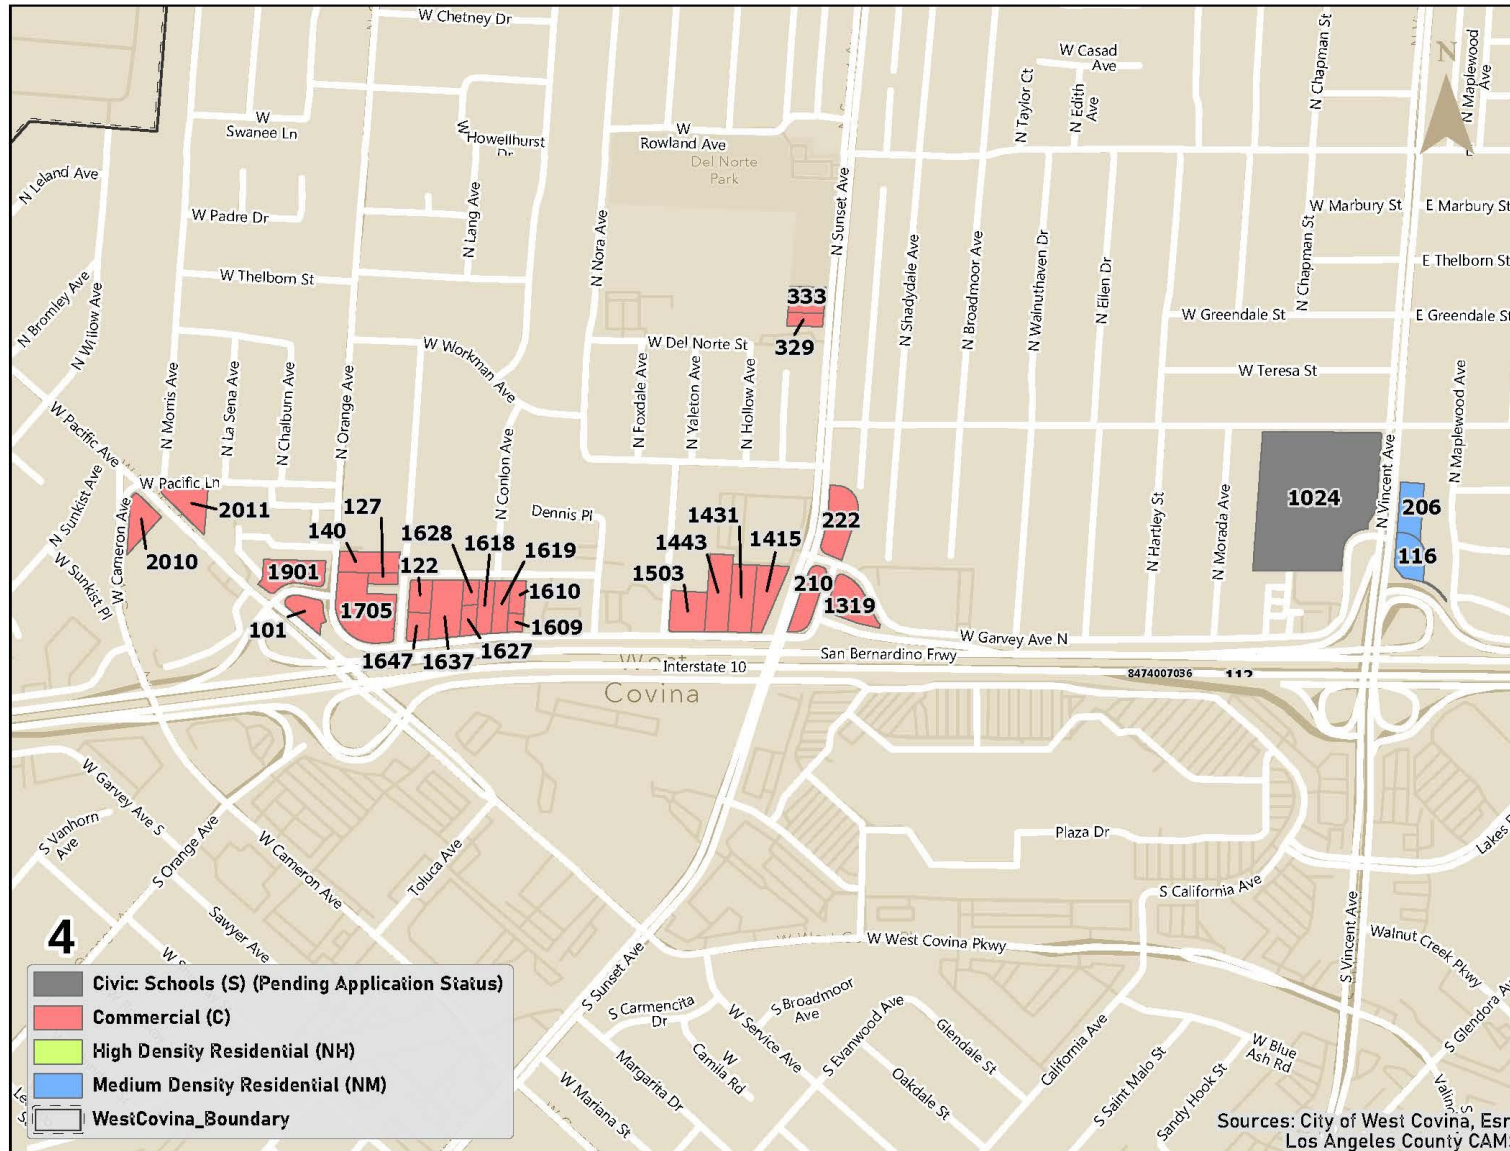 W Chetney Dr
W Casad
Ave
N Chapman St
N
N Maplewood
Ave
N Taylor Ct
N Edith
Ave
W
Swanee Ln
W Howellhurst
Dr
W
Rowland Ave
Del Norte
Park
N Leland Ave
W Padre Dr
N Lang Ave
N Nora Ave
N Sunset Ave
W Marbury St
E Marbury St
N Shadydale Ave
N Broadmoor Ave
N Walnuthaven Dr
N Ellen Dr
N Chapman St
E Thelborn St
W Thelborn St
N Bromley Ave
N Willow Ave
333
329
W Greendale St
E Greendale St
W Workman Ave
W Del Norte St
W Teresa St
N Morris Ave
N La Sena Ave
N Chalburn Ave
N Orange Ave
N Foxdale Ave
N Yaleton Ave
N Hollow Ave
N Maplewood Ave
W Pacific Ave
N Conlon Ave
N Vincent Ave
W Pacific Ln
N Sunkist Ave
W Cameron Ave
W Sunkist Pl
2011
2010
127
140
Dennis Pl
1024
206
116
222
N Hartley St
N Morada Ave
1431
1443
1415
1503
1628
1618
1619
122
1610
1609
1901
1705
101
1647
1637
1627
210
1319
W Garvey Ave N
San Bernardino Frwy
Interstate 10
West
Covina
8474007036
112
W Garvey Ave S
S Vanhorn
Ave
S Orange Ave
W Cameron Ave
Toluca Ave
Plaza Dr
S California Ave
Sawyer Ave
W West Covina Pkwy
S Vincent Ave
Walnut Creek Pkwy
S Sunset Ave
S Carmencita
Dr
S Broadmoor
Ave
W Service Ave
S Evanwood Ave
Glendale St
California Ave
W
Camila Rd
Margarita Dr
W Mariana St
Oakdale St
S Saint Malo St
Sandy Hook St
W Blue
Ash Rd
4
Civic: Schools (S) (Pending Application Status)
Commercial (C)
High Density Residential (NH)
Medium Density Residential (NM)
WestCovina_Boundary
Sources: City of West Covina, Esr
Los Angeles County CAM